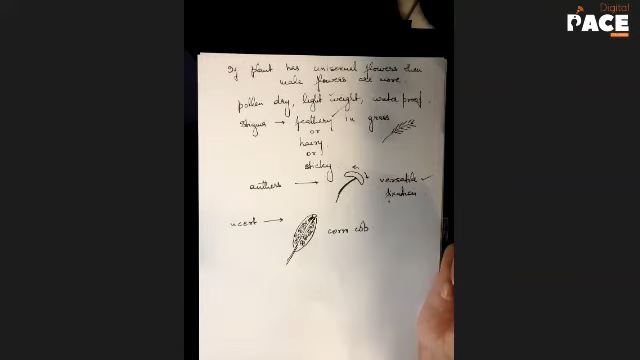 Digital
PACE
If plant has unisexual flowers then
male flowers are more
pollen dry, light weight, water proof.
stigma → feathery in grass
or
hairy
or
sticky
anthers → versatile ✓
fixation
→ corn cob